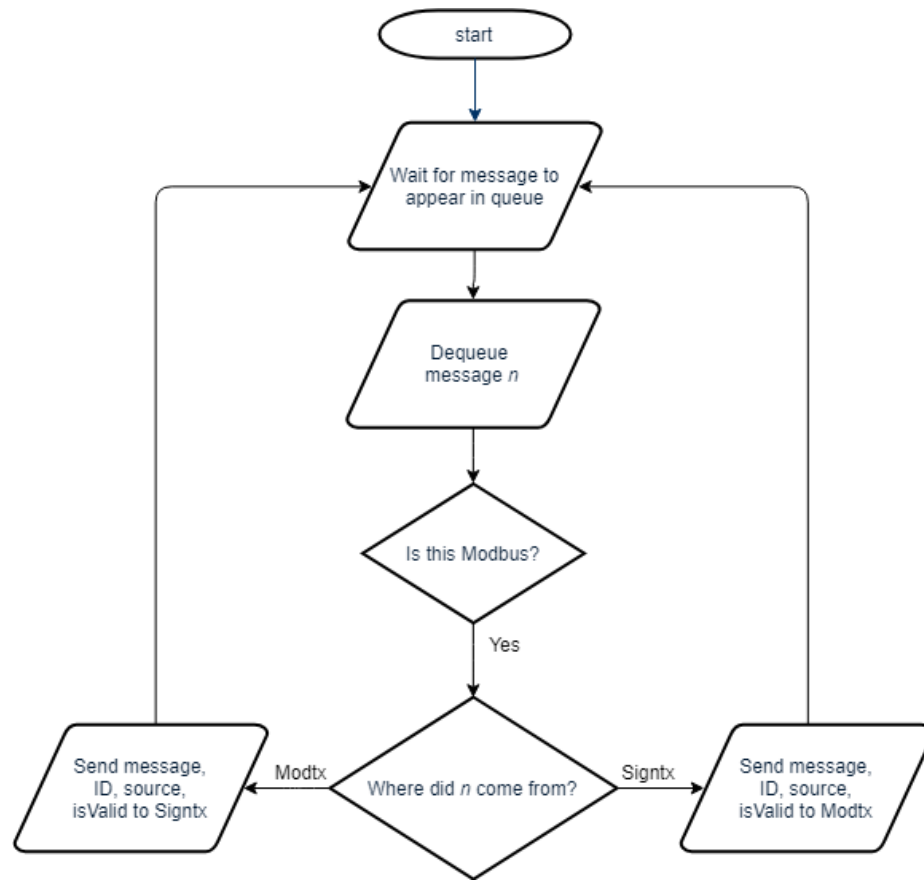 start
Wait for message to
appear in queue
Dequeue
message n
Is this Modbus?
Yes
Where did n come from?
Modtx
Signtx
Send message,
ID, source,
isValid to Signtx
Send message,
ID, source,
isValid to Modtx